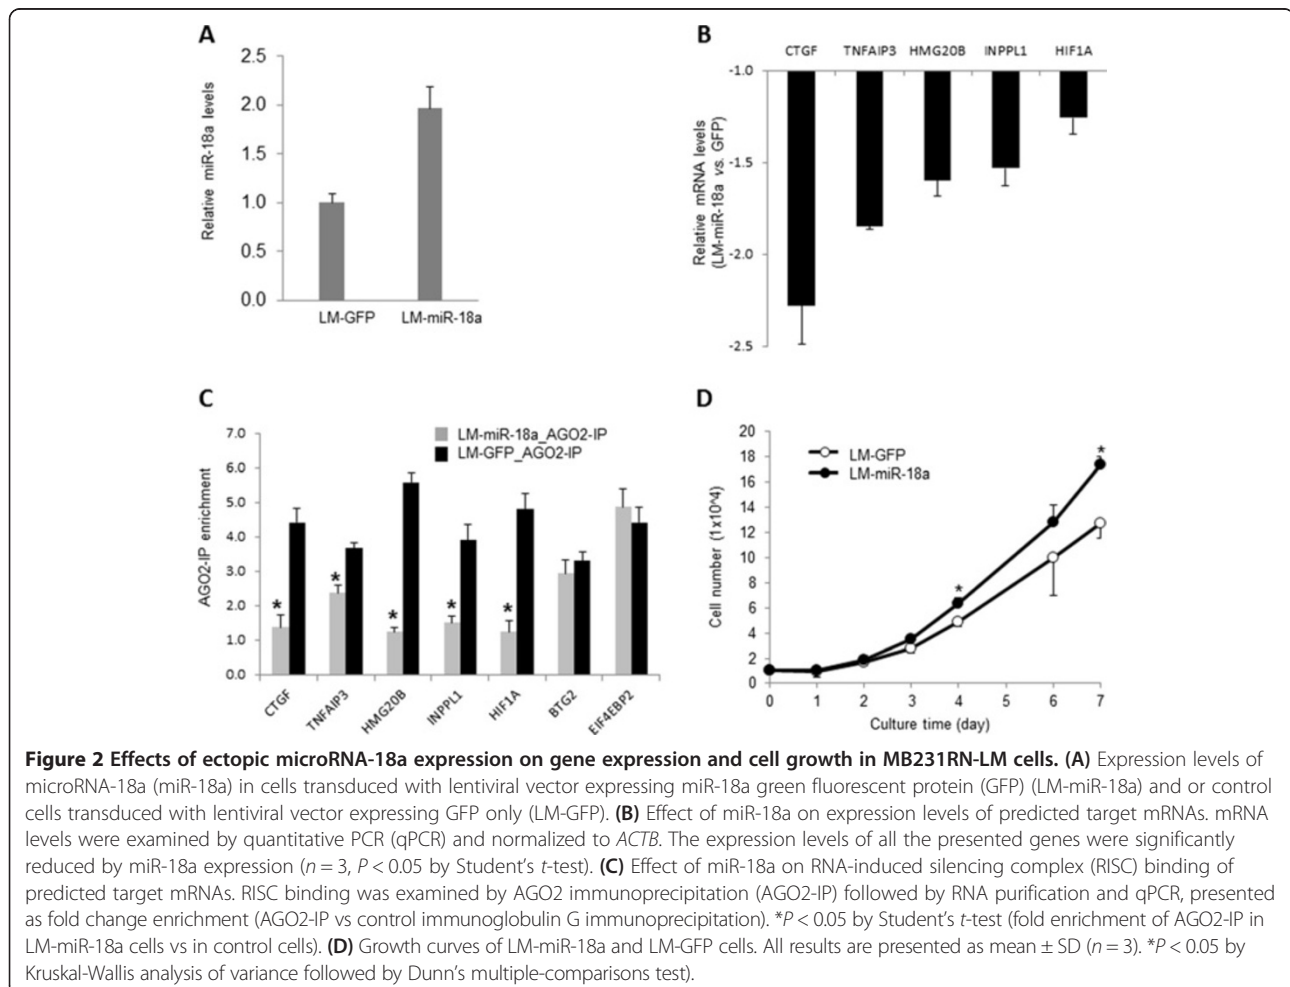 A
Relative miR-18a levels
2.5
2.0
1.5
1.0
0.5
0.0
LM-GFP
LM-miR-18a
B
CTGF TNFAIP3 HMG20B INPPL1 HIF1A
Relative mRNA levels
(LM-miR-18a vs. GFP)
-1.0
-1.5
-2.0
-2.5
C
LM-miR-18a_AGO2-IP
LM-GFP_AGO2-IP
AGO2-IP enrichment
7.0
6.0
5.0
4.0
3.0
2.0
1.0
0.0
* * * * *
CTGF
TNFAIP3
HMG20B
INPPL1
HIF1A
BTG2
EIF4EBP2
D
LM-GFP
LM-miR-18a
Cell number (1x10^4)
20
18
16
14
12
10
8
6
4
2
0
* *
0 1 2 3 4 5 6 7
Culture time (day)
Figure 2 Effects of ectopic microRNA-18a expression on gene expression and cell growth in MB231RN-LM cells. (A) Expression levels of
microRNA-18a (miR-18a) in cells transduced with lentiviral vector expressing miR-18a green fluorescent protein (GFP) (LM-miR-18a) and or control
cells transduced with lentiviral vector expressing GFP only (LM-GFP). (B) Effect of miR-18a on expression levels of predicted target mRNAs. mRNA
levels were examined by quantitative PCR (qPCR) and normalized to ACTB. The expression levels of all the presented genes were significantly
reduced by miR-18a expression (n = 3, P < 0.05 by Student's t-test). (C) Effect of miR-18a on RNA-induced silencing complex (RISC) binding of
predicted target mRNAs. RISC binding was examined by AGO2 immunoprecipitation (AGO2-IP) followed by RNA purification and qPCR, presented
as fold change enrichment (AGO2-IP vs control immunoglobulin G immunoprecipitation). *P < 0.05 by Student's t-test (fold enrichment of AGO2-IP in
LM-miR-18a cells vs in control cells). (D) Growth curves of LM-miR-18a and LM-GFP cells. All results are presented as mean ± SD (n = 3). *P < 0.05 by
Kruskal-Wallis analysis of variance followed by Dunn's multiple-comparisons test).